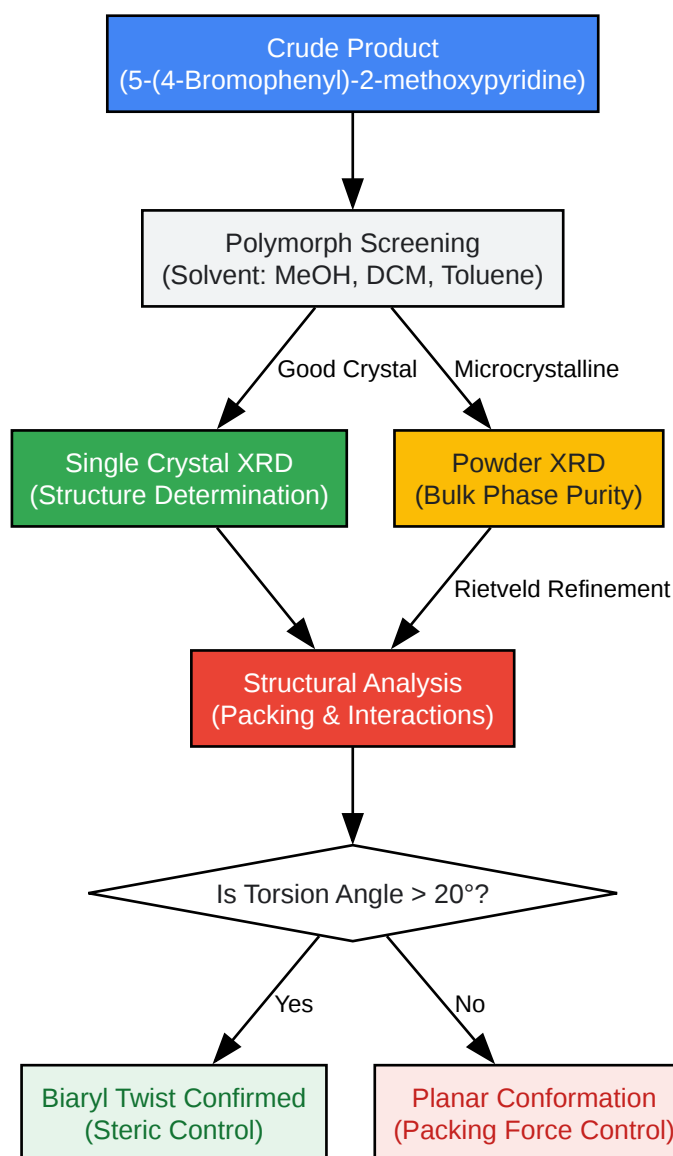 Crude Product
(5-(4-Bromophenyl)-2-methoxypyridine)
Polymorph Screening
(Solvent: MeOH, DCM, Toluene)
Good Crystal
Microcrystalline
Single Crystal XRD
(Structure Determination)
Powder XRD
(Bulk Phase Purity)
Rietveld Refinement
Structural Analysis
(Packing & Interactions)
Is Torsion Angle > 20°?
Yes
No
Biaryl Twist Confirmed
(Steric Control)
Planar Conformation
(Packing Force Control)